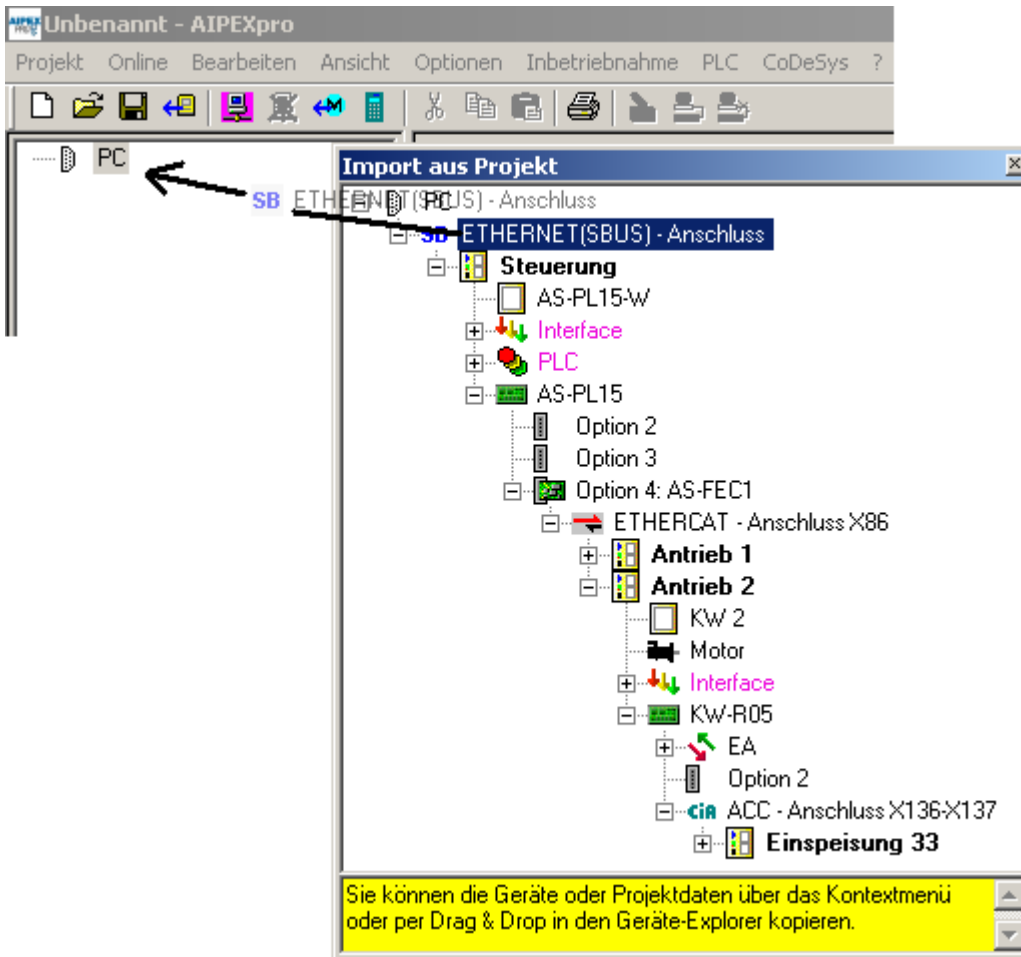 Unbenannt - AIPEXpro
Projekt Online Bearbeiten Ansicht Optionen Inbetriebnahme PLC CoDeSys ?
PC
Import aus Projekt
SB ETHERNET(SBUS) - Anschluss
PC
SB ETHERNET(SBUS) - Anschluss
Steuerung
AS-PL15-W
Interface
PLC
AS-PL15
Option 2
Option 3
Option 4: AS-FEC1
ETHERCAT - Anschluss X86
Antrieb 1
Antrieb 2
KW 2
Motor
Interface
KW-R05
EA
Option 2
CiA ACC - Anschluss X136-X137
Einspeisung 33
Sie können die Geräte oder Projektdaten über das Kontextmenü
oder per Drag & Drop in den Geräte-Explorer kopieren.